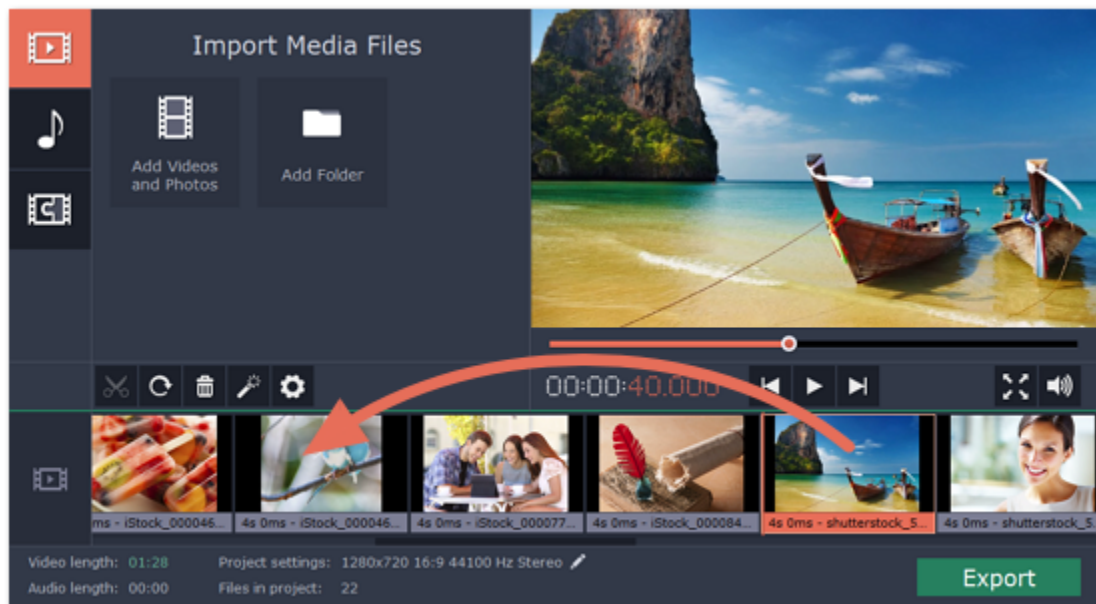 Import Media Files
Add Videos
and Photos
Add Folder
00:00:40.000
ms - iStock_000046...
4s 0ms - iStock_000046...
4s 0ms - iStock_000077...
4s 0ms - iStock_000084...
4s 0ms - shutterstock_5...
4s 0ms - shutterstock_5...
Video length: 01:28
Project settings: 1280x720 16:9 44100 Hz Stereo
Audio length: 00:00
Files in project: 22
Export